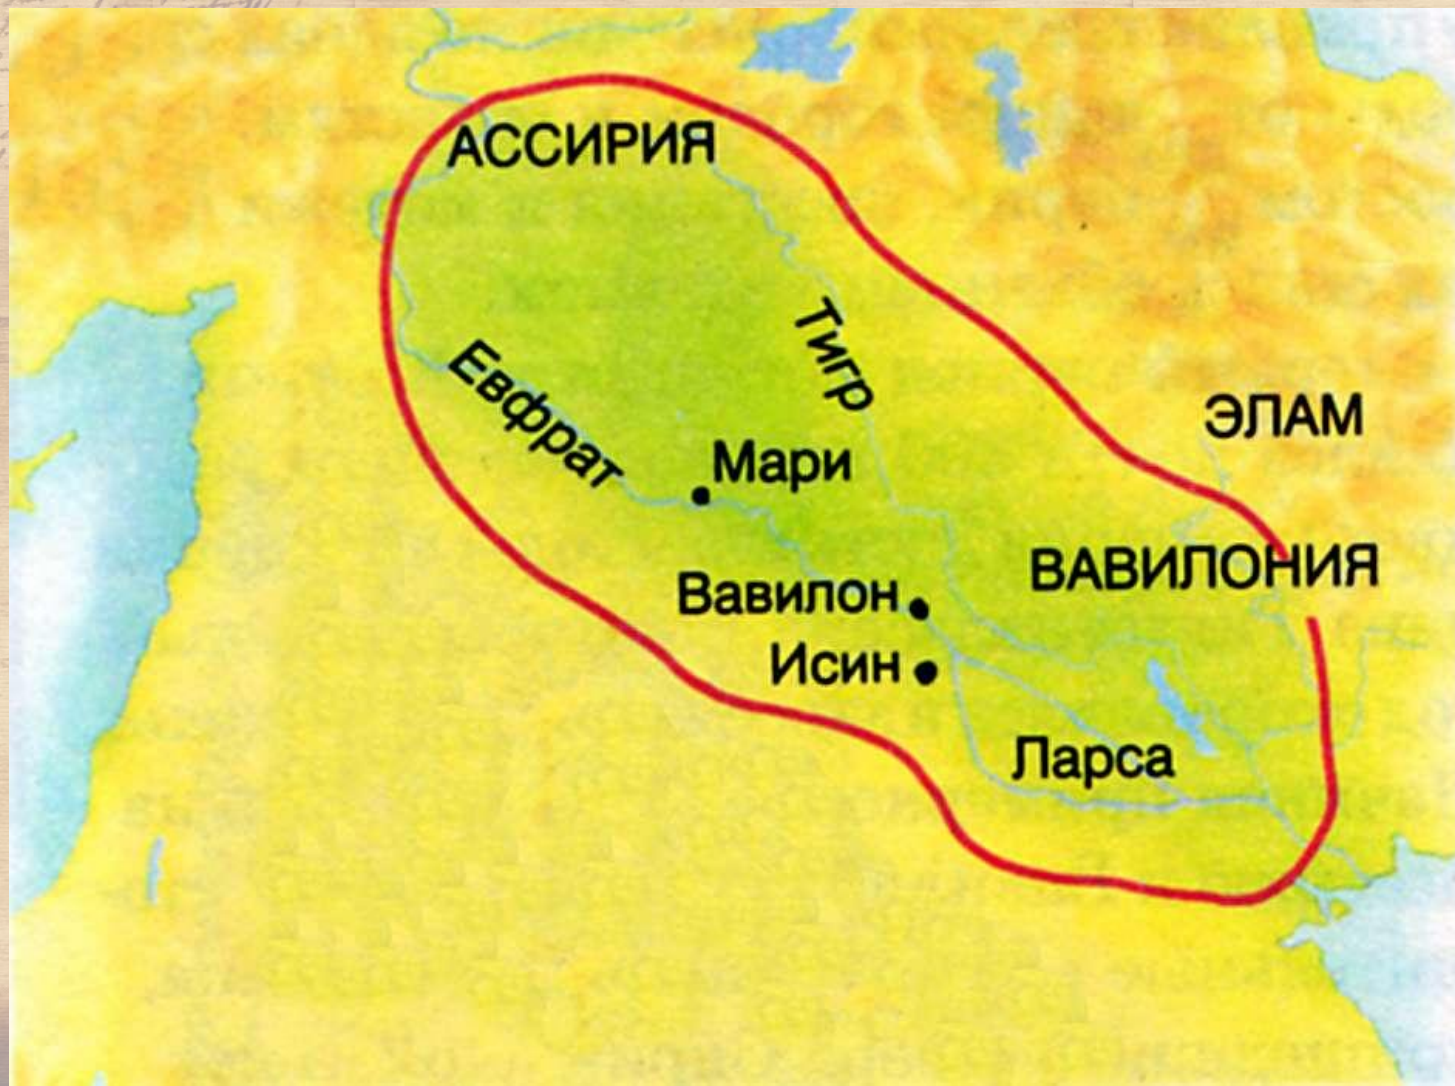 АССИРИЯ
Тигр
Евфрат
ЭЛАМ
Мари
ВАВИЛОНИЯ
Вавилон
Исин
Ларса